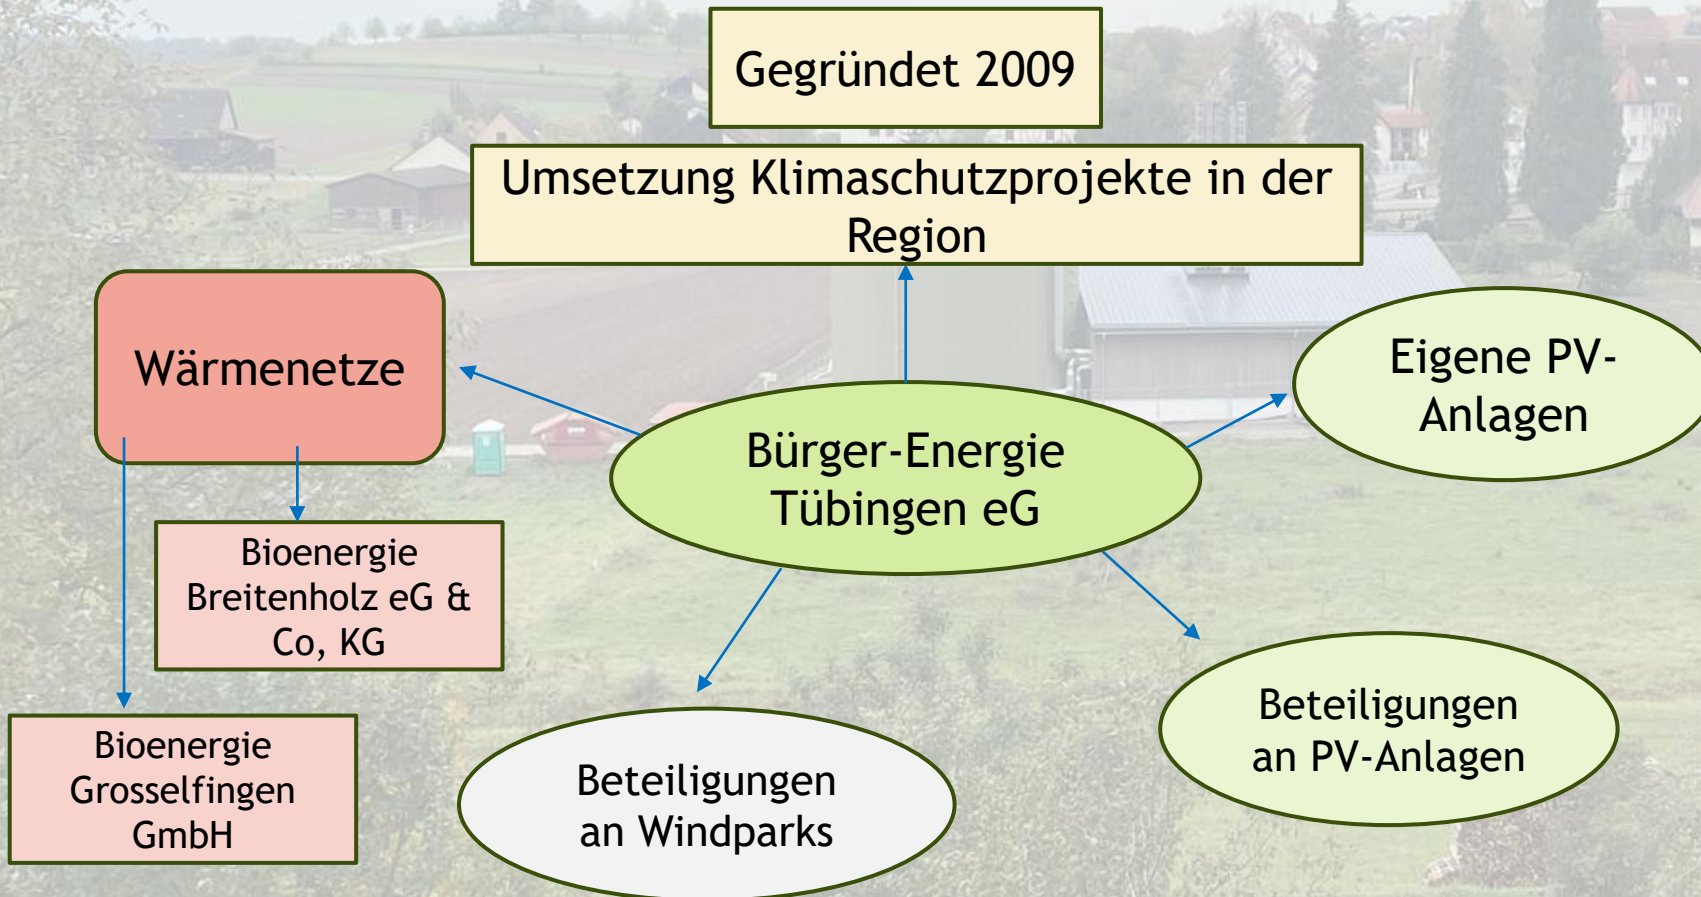 Gegründet 2009
Umsetzung Klimaschutzprojekte in der
Region
Wärmenetze
Eigene PV-
Anlagen
Bürger-Energie
Tübingen eG
Bioenergie
Breitenholz eG &
Co, KG
Bioenergie
Grosselfingen
GmbH
Beteiligungen
an Windparks
Beteiligungen
an PV-Anlagen